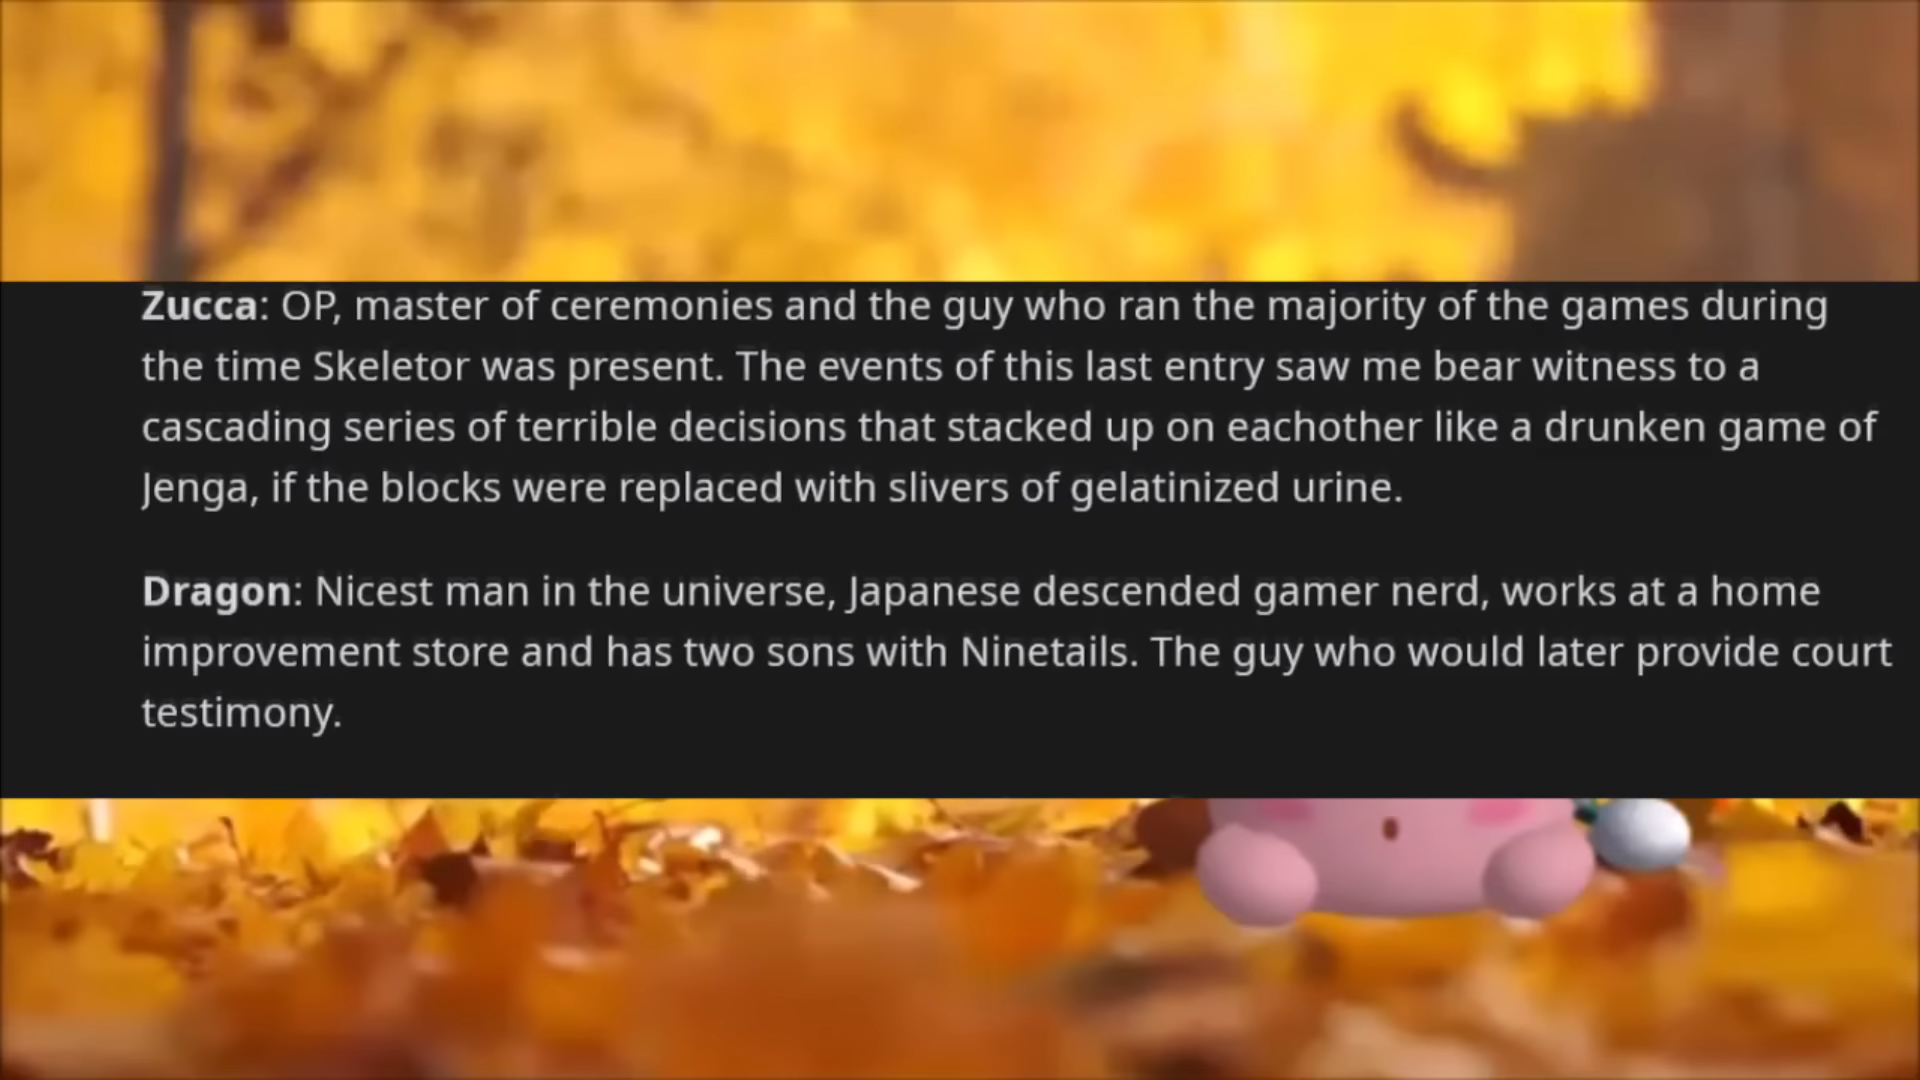 Zucca: OP, master of ceremonies and the guy who ran the majority of the games during
the time Skeletor was present. The events of this last entry saw me bear witness to a
cascading series of terrible decisions that stacked up on eachother like a drunken game of
Jenga, if the blocks were replaced with slivers of gelatinized urine.
Dragon: Nicest man in the universe, Japanese descended gamer nerd, works at a home
improvement store and has two sons with Ninetails. The guy who would later provide court
testimony.